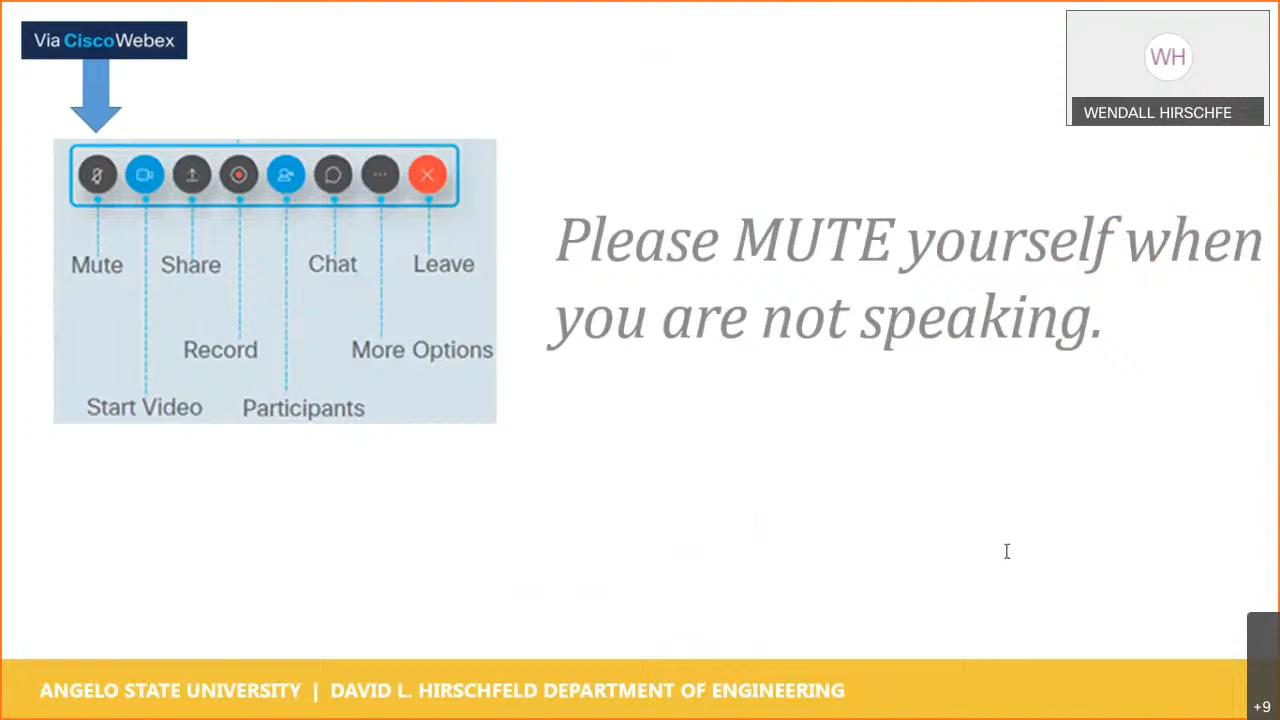 Via CiscoWebex
WH
WENDALL HIRSCHFE
Mute Share Chat Leave
Record More Options
Start Video Participants
Please MUTE yourself when
you are not speaking.
ANGELO STATE UNIVERSITY | DAVID L. HIRSCHFELD DEPARTMENT OF ENGINEERING
+9